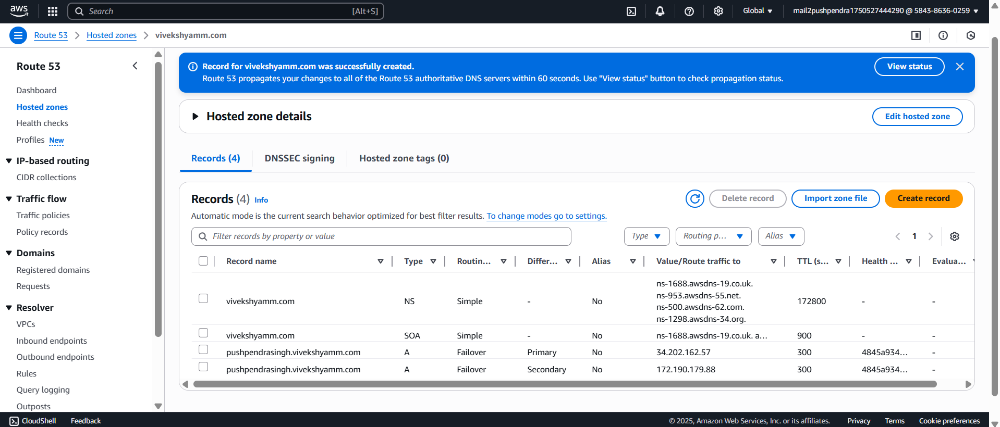 aws
Search [Alt+S]
Global
mail2pushpendra1750527444290 @ 5843-8636-0259
Route 53 > Hosted zones > vivekshyamm.com
Route 53
Dashboard
Hosted zones
Health checks
Profiles New
IP-based routing
CIDR collections
Traffic flow
Traffic policies
Policy records
Domains
Registered domains
Requests
Resolver
VPCs
Inbound endpoints
Outbound endpoints
Rules
Query logging
Outposts
Record for vivekshyamm.com was successfully created.
Route 53 propagates your changes to all of the Route 53 authoritative DNS servers within 60 seconds. Use "View status" button to check propagation status.
View status
Hosted zone details
Edit hosted zone
Records (4)
DNSSEC signing
Hosted zone tags (0)
Records (4) Info
Delete record
Import zone file
Create record
Automatic mode is the current search behavior optimized for best filter results. To change modes go to settings.
Filter records by property or value
Type
Routing p...
Alias
1
Record name Type Routin... Differ... Alias Value/Route traffic to TTL (s... Health ... Evalua...
ns-1688.awsdns-19.co.uk.
ns-953.awsdns-55.net.
vivekshyamm.com NS Simple - No 172800 - -
ns-500.awsdns-62.com.
ns-1298.awsdns-34.org.
vivekshyamm.com SOA Simple - No ns-1688.awsdns-19.co.uk. a... 900 - -
pushpendrasingh.vivekshyamm.com A Failover Primary No 34.202.162.57 300 4845a934... -
pushpendrasingh.vivekshyamm.com A Failover Secondary No 172.190.179.88 300 4845a934... -
CloudShell Feedback
© 2025, Amazon Web Services, Inc. or its affiliates. Privacy Terms Cookie preferences